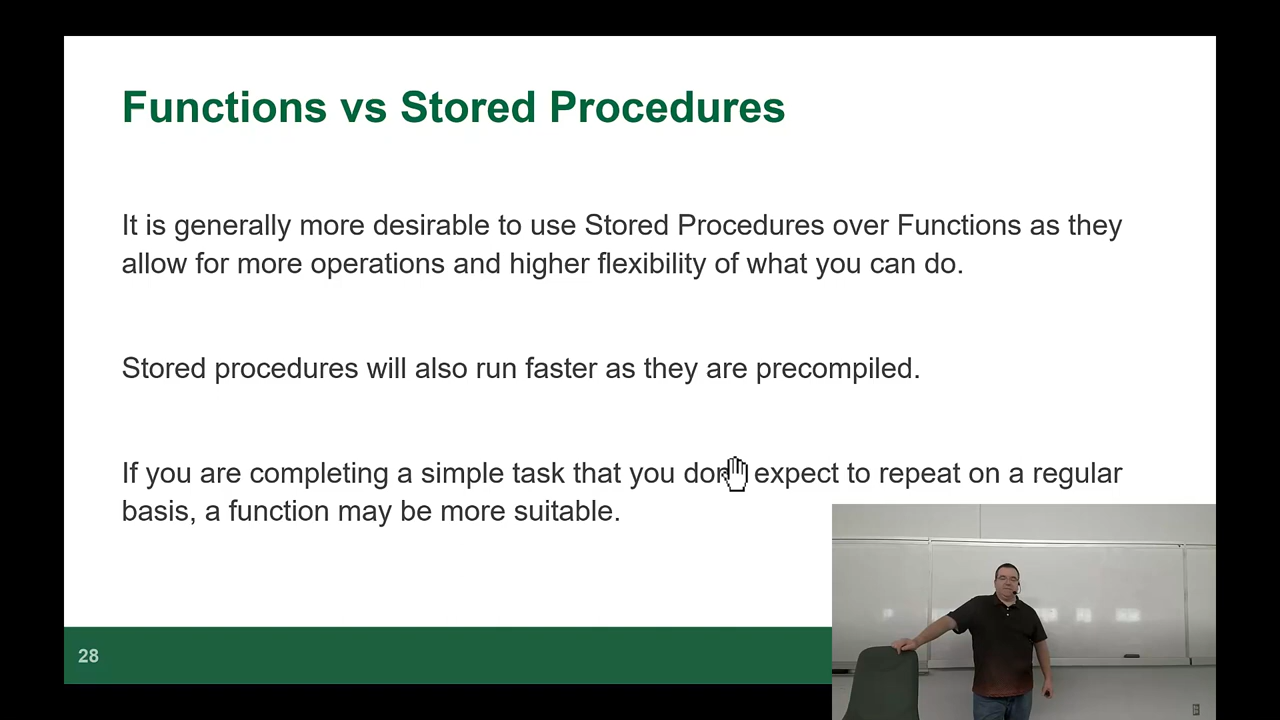 Functions vs Stored Procedures
It is generally more desirable to use Stored Procedures over Functions as they
allow for more operations and higher flexibility of what you can do.
Stored procedures will also run faster as they are precompiled.
If you are completing a simple task that you don't expect to repeat on a regular
basis, a function may be more suitable.
28